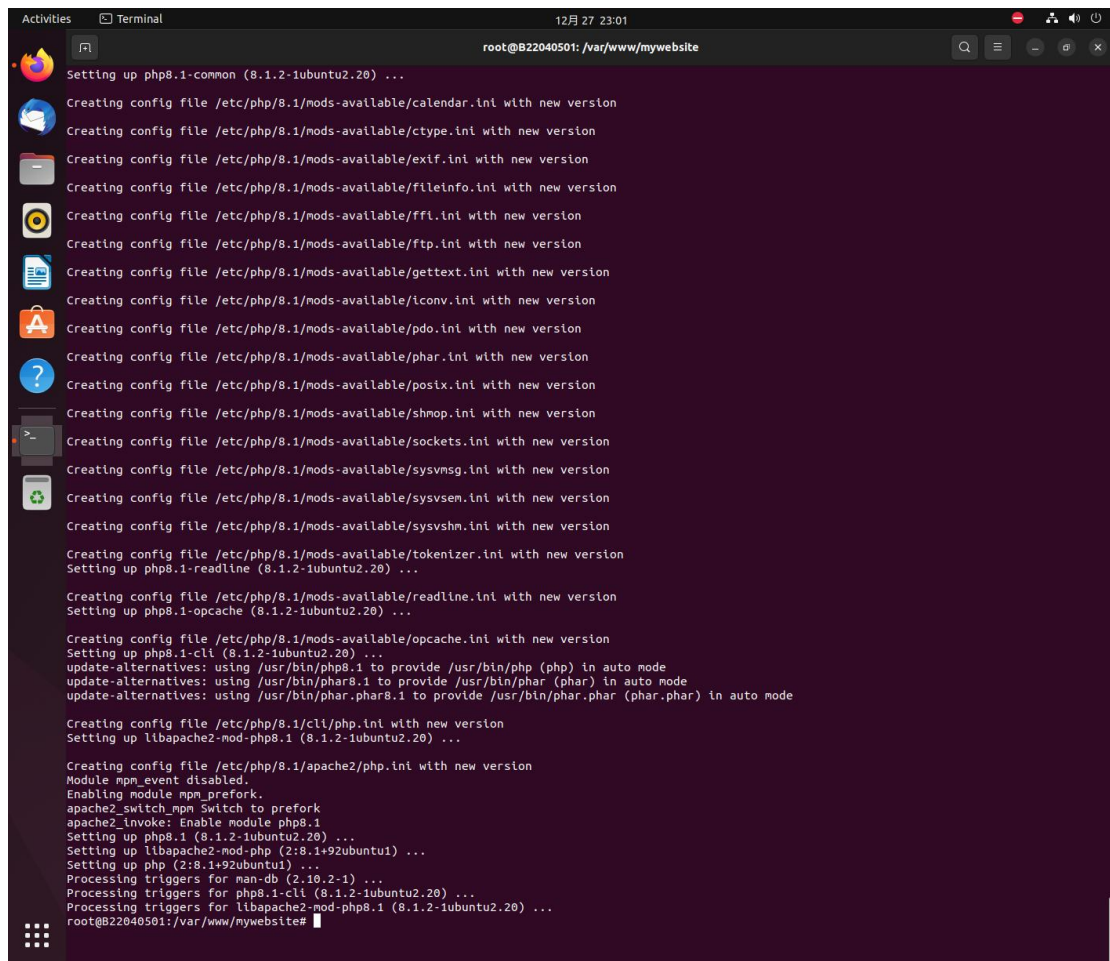 Activities Terminal 12月 27 23:01
root@B22040501: /var/www/mywebsite
Setting up php8.1-common (8.1.2-1ubuntu2.20) ...
Creating config file /etc/php/8.1/mods-available/calendar.ini with new version
Creating config file /etc/php/8.1/mods-available/ctype.ini with new version
Creating config file /etc/php/8.1/mods-available/exif.ini with new version
Creating config file /etc/php/8.1/mods-available/fileinfo.ini with new version
Creating config file /etc/php/8.1/mods-available/ffi.ini with new version
Creating config file /etc/php/8.1/mods-available/ftp.ini with new version
Creating config file /etc/php/8.1/mods-available/gettext.ini with new version
Creating config file /etc/php/8.1/mods-available/iconv.ini with new version
Creating config file /etc/php/8.1/mods-available/pdo.ini with new version
Creating config file /etc/php/8.1/mods-available/phar.ini with new version
Creating config file /etc/php/8.1/mods-available/posix.ini with new version
Creating config file /etc/php/8.1/mods-available/shmop.ini with new version
Creating config file /etc/php/8.1/mods-available/sockets.ini with new version
Creating config file /etc/php/8.1/mods-available/sysvmsg.ini with new version
Creating config file /etc/php/8.1/mods-available/sysvsem.ini with new version
Creating config file /etc/php/8.1/mods-available/sysvshm.ini with new version
Creating config file /etc/php/8.1/mods-available/tokenizer.ini with new version
Setting up php8.1-readline (8.1.2-1ubuntu2.20) ...
Creating config file /etc/php/8.1/mods-available/readline.ini with new version
Setting up php8.1-opcache (8.1.2-1ubuntu2.20) ...
Creating config file /etc/php/8.1/mods-available/opcache.ini with new version
Setting up php8.1-cli (8.1.2-1ubuntu2.20) ...
update-alternatives: using /usr/bin/php8.1 to provide /usr/bin/php (php) in auto mode
update-alternatives: using /usr/bin/phar8.1 to provide /usr/bin/phar (phar) in auto mode
update-alternatives: using /usr/bin/phar.phar8.1 to provide /usr/bin/phar.phar (phar.phar) in auto mode
Creating config file /etc/php/8.1/cli/php.ini with new version
Setting up libapache2-mod-php8.1 (8.1.2-1ubuntu2.20) ...
Creating config file /etc/php/8.1/apache2/php.ini with new version
Module mpm_event disabled.
Enabling module mpm_prefork.
apache2_switch_mpm Switch to prefork
apache2_invoke: Enable module php8.1
Setting up php8.1 (8.1.2-1ubuntu2.20) ...
Setting up libapache2-mod-php (2:8.1+92ubuntu1) ...
Setting up php (2:8.1+92ubuntu1) ...
Processing triggers for man-db (2.10.2-1) ...
Processing triggers for php8.1-cli (8.1.2-1ubuntu2.20) ...
Processing triggers for libapache2-mod-php8.1 (8.1.2-1ubuntu2.20) ...
root@B22040501:/var/www/mywebsite#